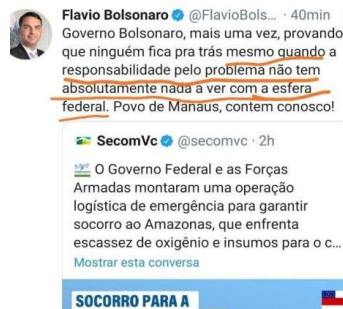 Flavio Bolsonaro @FlavioBols... · 40min
Governo Bolsonaro, mais uma vez, provando
que ninguém fica pra trás mesmo quando a
responsabilidade pelo problema não tem
absolutamente nada a ver com a esfera
federal. Povo de Manaus, contem conosco!
SecomVc @secomvc · 2h
O Governo Federal e as Forças
Armadas montaram uma operação
logística de emergência para garantir
socorro ao Amazonas, que enfrenta
escassez de oxigênio e insumos para o c...
Mostrar esta conversa
SOCORRO PARA A